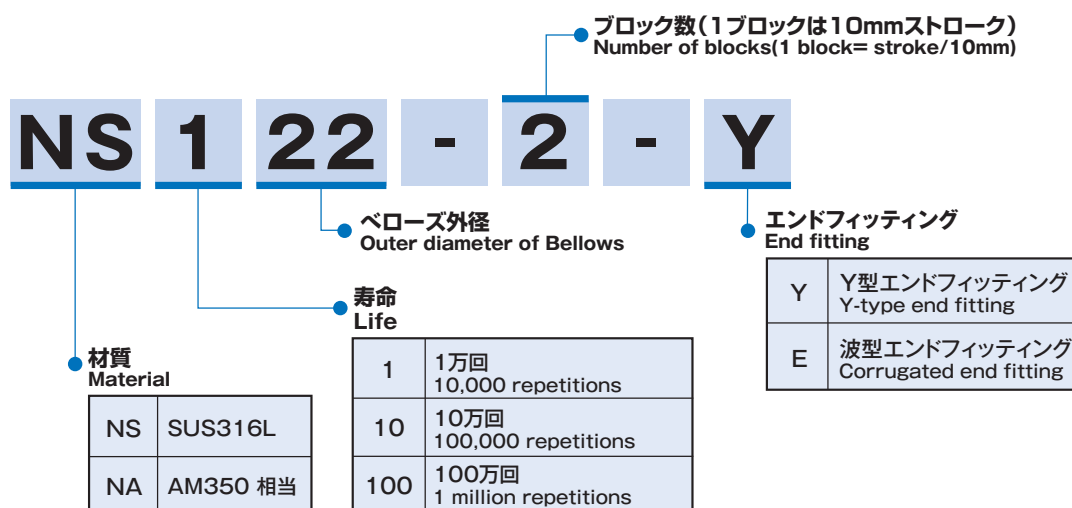 ブロック数(1ブロックは10mmストローク)
Number of blocks(1 block= stroke/10mm)
NS 1 22 - 2 - Y
ベローズ外径
Outer diameter of Bellows
エンドフィッティング
End fitting
Y Y型エンドフィッティング
Y-type end fitting
E 波型エンドフィッティング
Corrugated end fitting
寿命
Life
1 1万回
10,000 repetitions
10 10万回
100,000 repetitions
100 100万回
1 million repetitions
材質
Material
NS SUS316L
NA AM350 相当